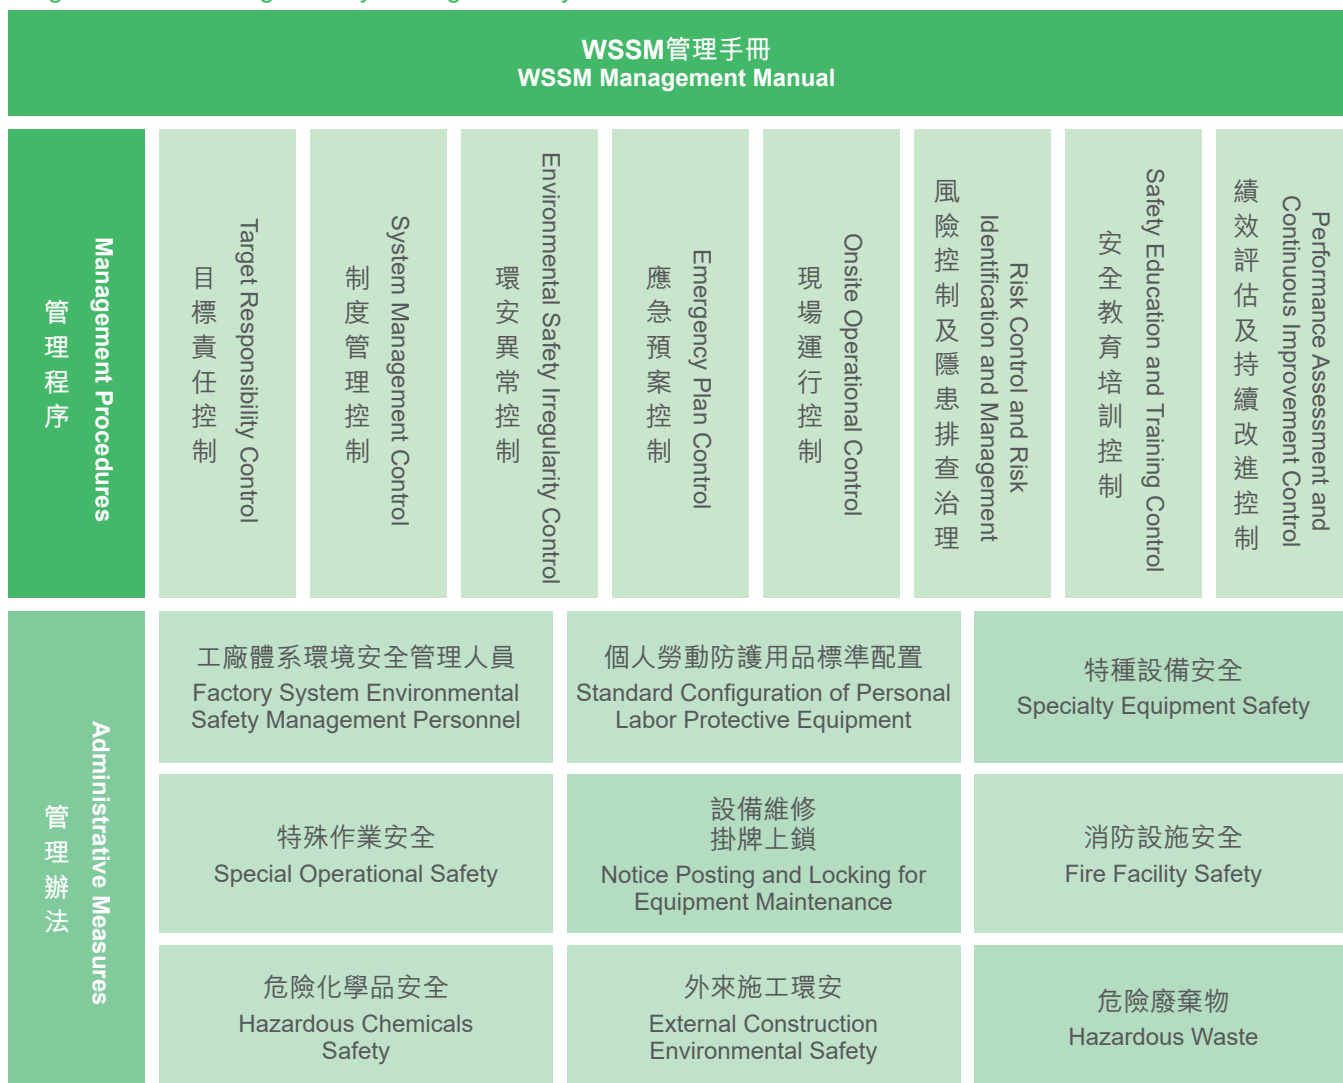 WSSM管理手冊
WSSM Management Manual
管理程序
Management Procedures
目標責任控制
Target Responsibility Control
制度管理控制
System Management Control
環安異常控制
Environmental Safety Irregularity Control
應急預案控制
Emergency Plan Control
現場運行控制
Onsite Operational Control
風險控制及隱患排查治理
Risk Control and Risk
Identification and Management
安全教育培訓控制
Safety Education and Training Control
績效評估及持續改進控制
Performance Assessment and
Continuous Improvement Control
管理辦法
Administrative Measures
工廠體系環境安全管理人員
Factory System Environmental
Safety Management Personnel
個人勞動防護用品標準配置
Standard Configuration of Personal
Labor Protective Equipment
特種設備安全
Specialty Equipment Safety
特殊作業安全
Special Operational Safety
設備維修
掛牌上鎖
Notice Posting and Locking for
Equipment Maintenance
消防設施安全
Fire Facility Safety
危險化學品安全
Hazardous Chemicals
Safety
外來施工環安
External Construction
Environmental Safety
危險廢棄物
Hazardous Waste